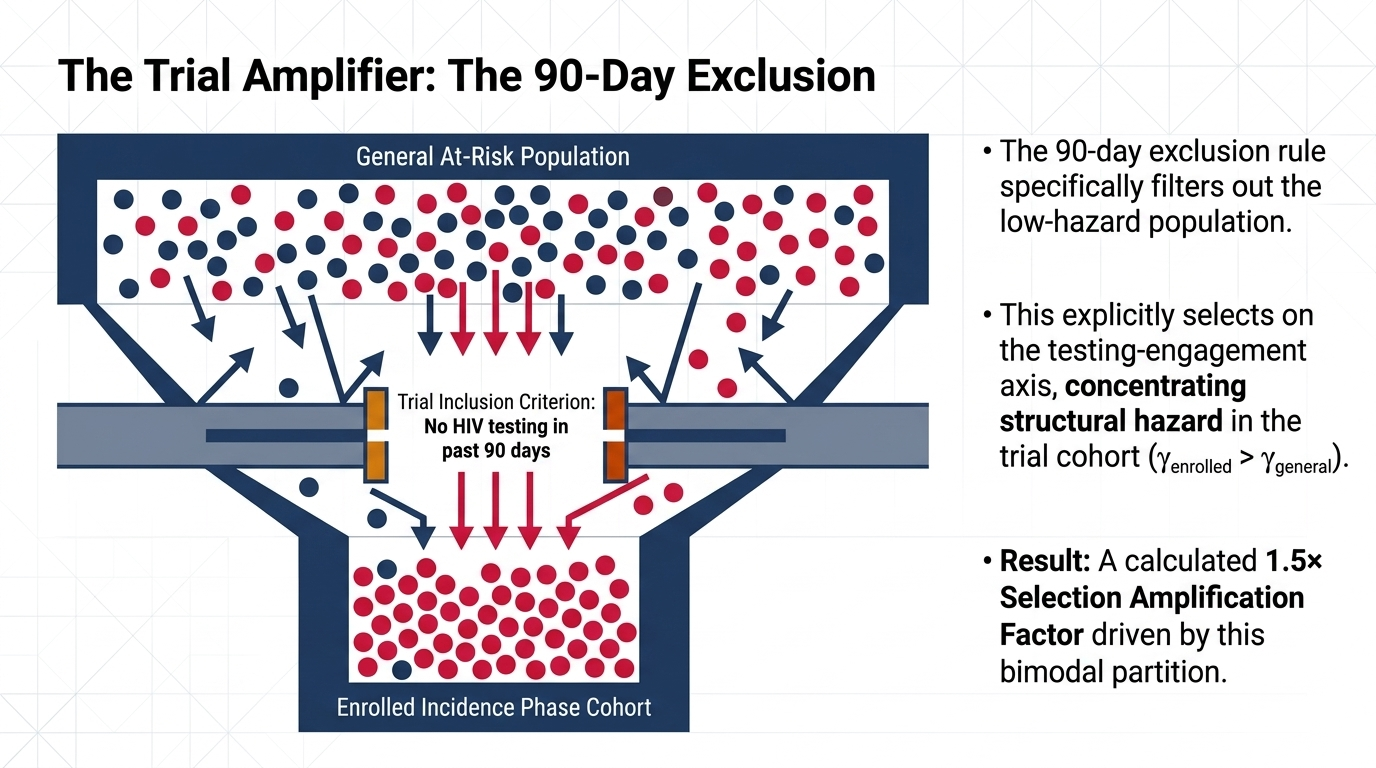 The Trial Amplifier: The 90-Day Exclusion
General At-Risk Population
Trial Inclusion Criterion:
No HIV testing in
past 90 days
Enrolled Incidence Phase Cohort
• The 90-day exclusion rule
specifically filters out the
low-hazard population.
• This explicitly selects on
the testing-engagement
axis, concentrating
structural hazard in the
trial cohort (γenrolled > γgeneral).
• Result: A calculated 1.5×
Selection Amplification
Factor driven by this
bimodal partition.